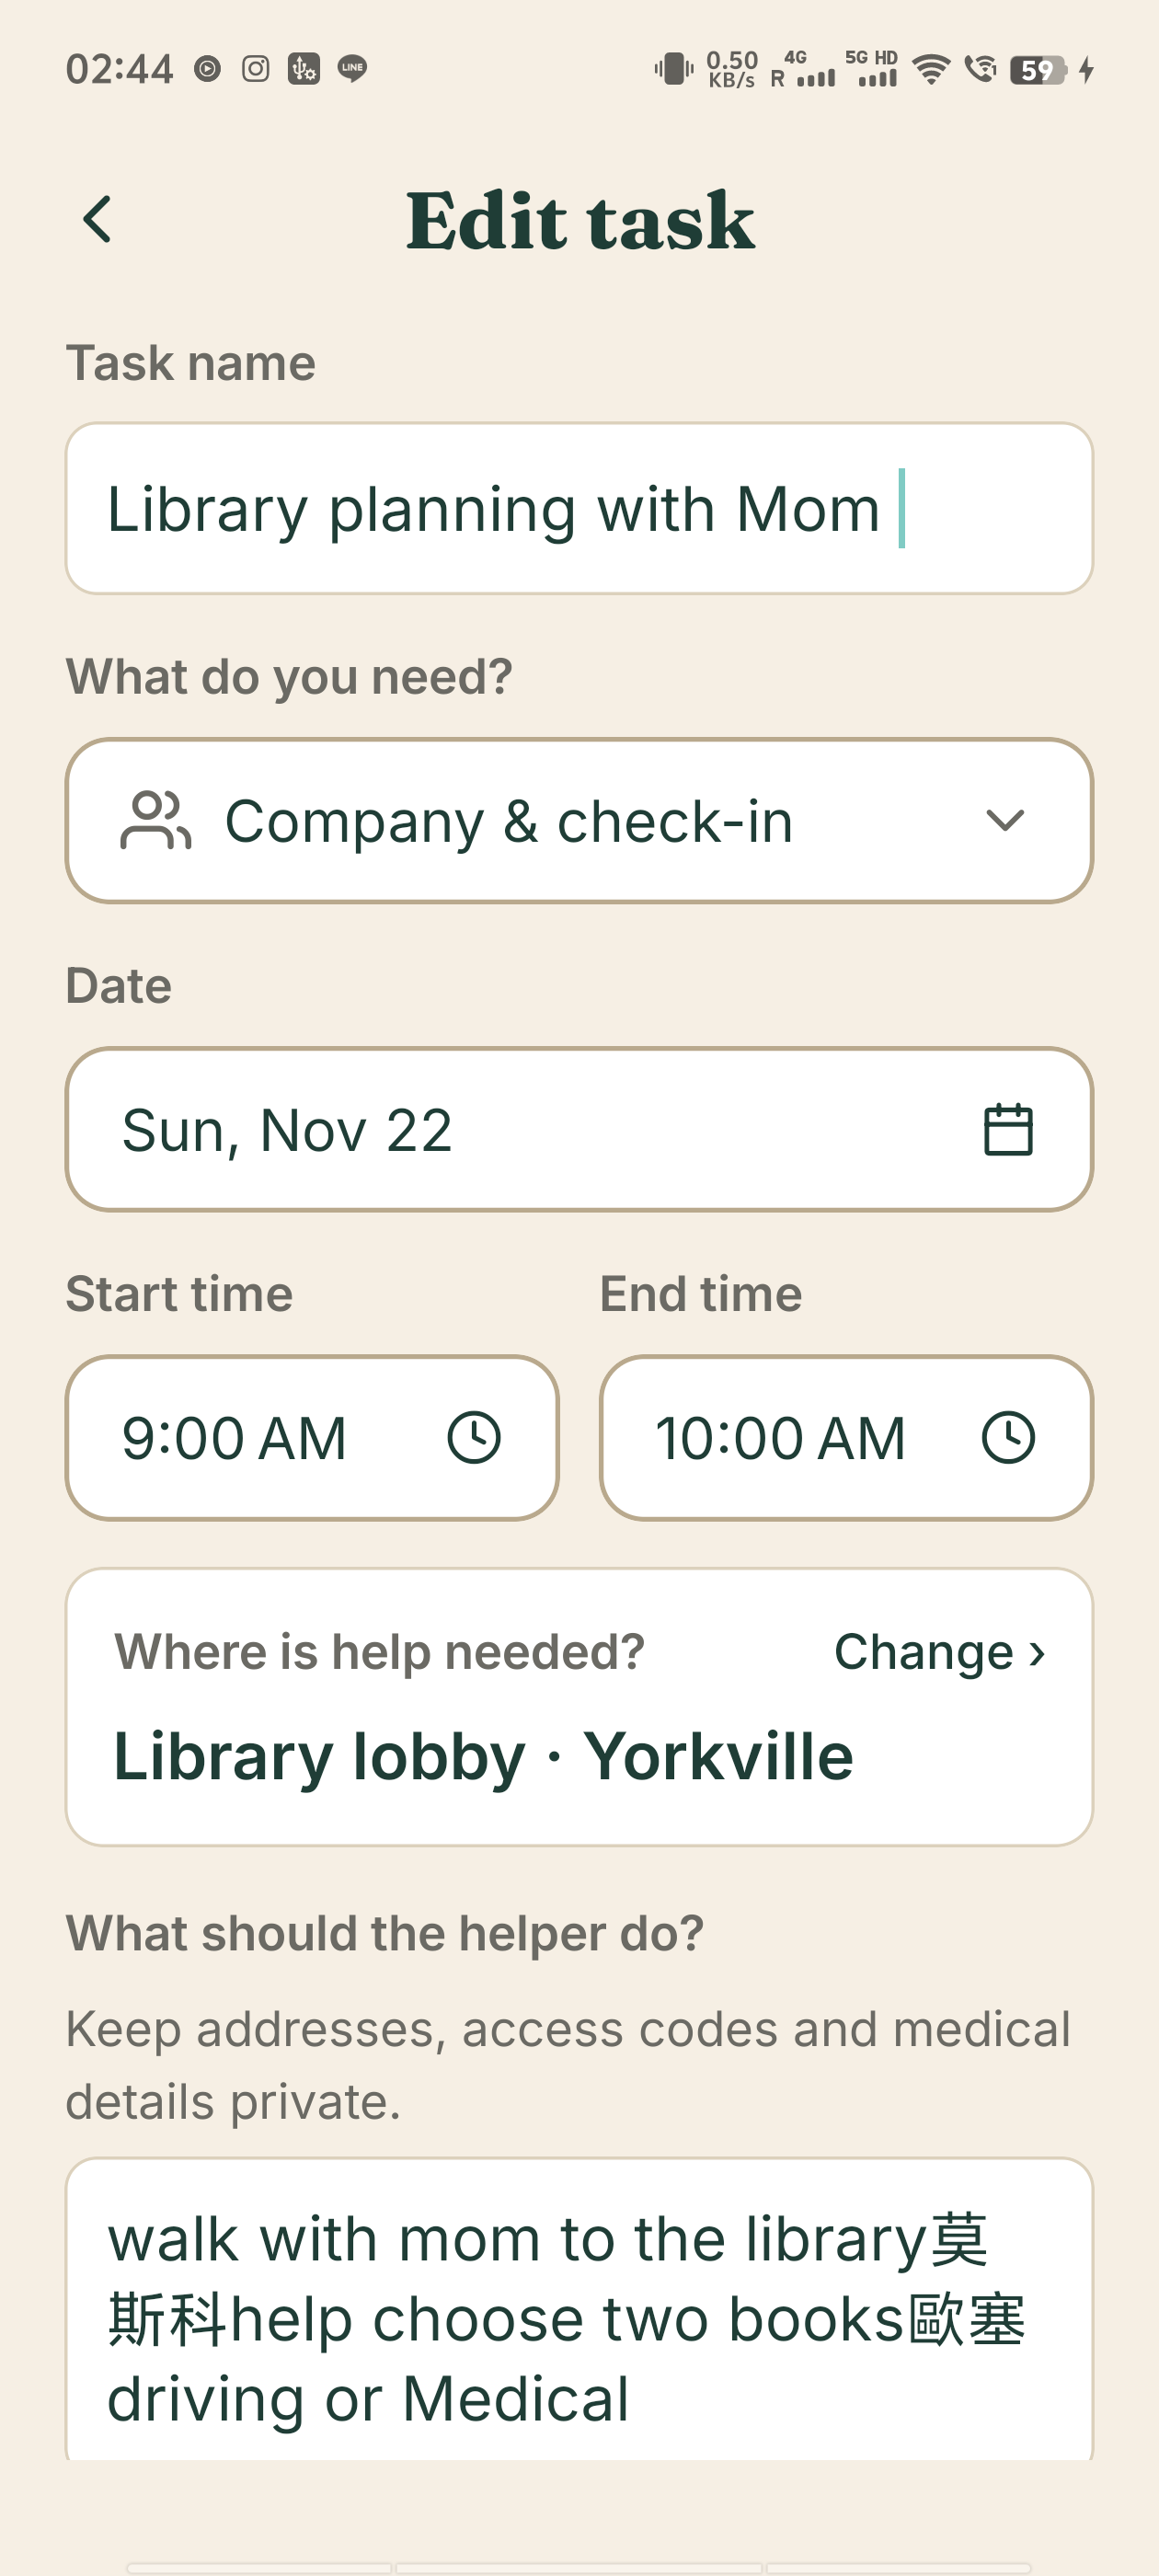 02:44
LINE
0.50 KB/s R 4G 5G HD 59
Edit task
Task name
Library planning with Mom
What do you need?
Company & check-in
Date
Sun, Nov 22
Start time End time
9:00 AM 10:00 AM
Where is help needed? Change ›
Library lobby · Yorkville
What should the helper do?
Keep addresses, access codes and medical
details private.
walk with mom to the library莫
斯科help choose two books歐塞
driving or Medical